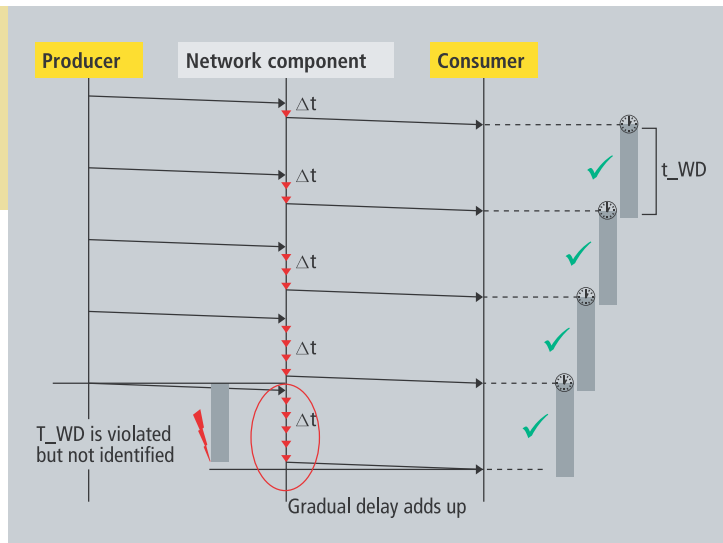 Producer
Network component
Consumer
Δt
t_WD
Δt
Δt
Δt
Δt
T_WD is violated
but not identified
Gradual delay adds up